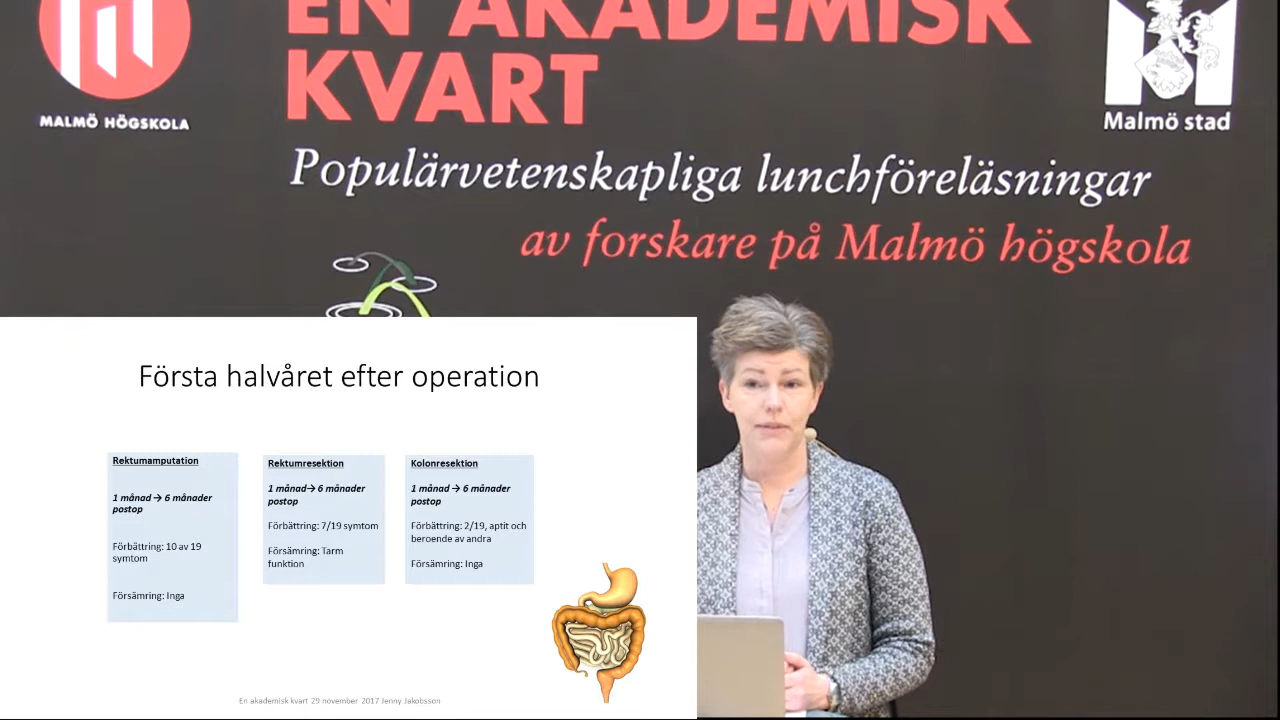 EN AKADEMISK
KVART
MALMÖ HÖGSKOLA
Malmö stad
Populärvetenskapliga lunchföreläsningar
av forskare på Malmö högskola
Första halvåret efter operation
Rektumamputation
1 månad → 6 månader
postop
Förbättring: 10 av 19
symtom
Försämring: Inga
Rektumresektion
1 månad→ 6 månader
postop
Förbättring: 7/19 symtom
Försämring: Tarm
funktion
Kolonresektion
1 månad → 6 månader
postop
Förbättring: 2/19, aptit och
beroende av andra
Försämring: Inga
En akademisk kvart 29 november 2017 Jenny Jakobsson